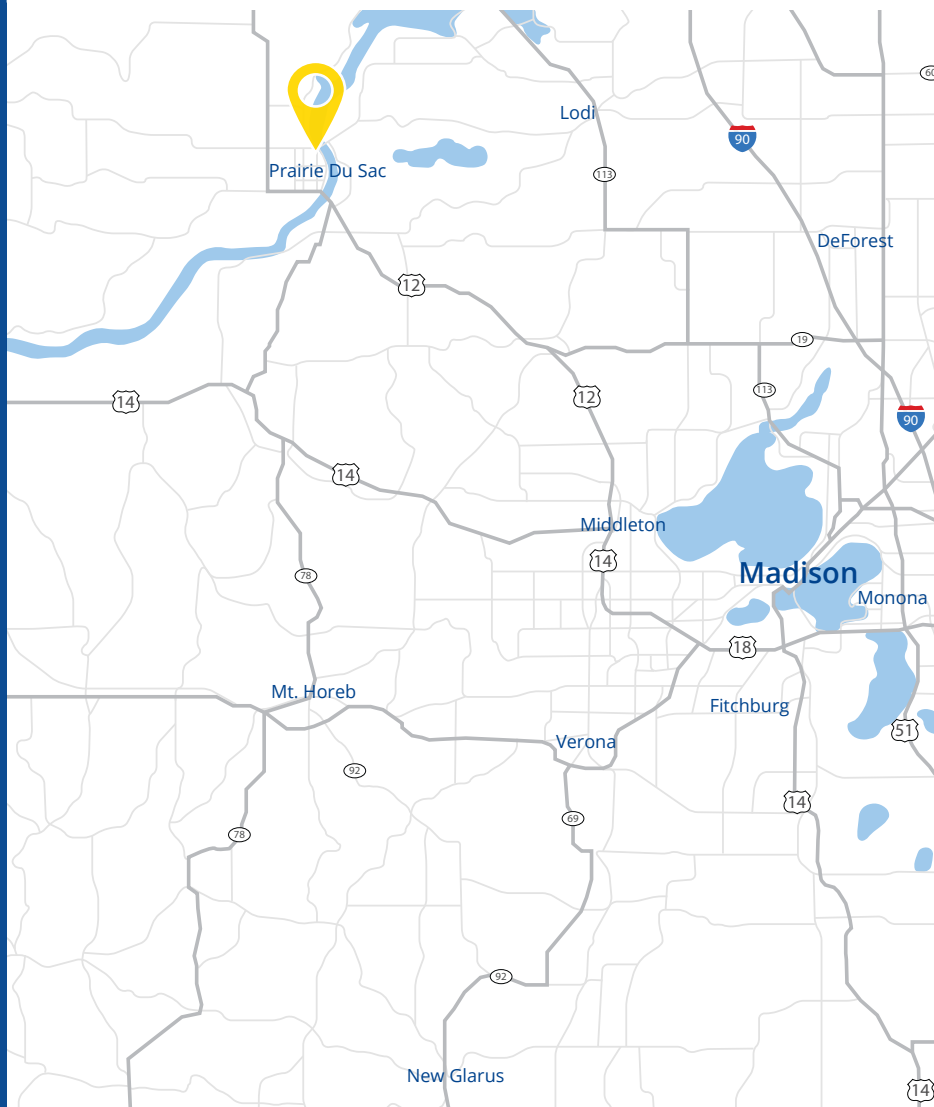 60
Lodi
90
Prairie Du Sac
113
DeForest
12
19
113
12
14
90
14
Middleton
14
Madison
78
Monona
18
Mt. Horeb
Fitchburg
51
Verona
92
14
69
78
92
New Glarus
14